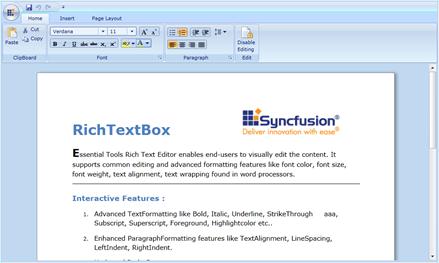 Home Insert Page Layout
Cut
Copy
Paste
ClipBoard
Verdana 11
B I U abe
Font
Paragraph
Disable
Editing
Edit
Syncfusion®
Deliver innovation with ease®
RichTextBox
Essential Tools Rich Text Editor enables end-users to visually edit the content. It
supports common editing and advanced formatting features like font color, font size,
font weight, text alignment, text wrapping found in word processors.
Interactive Features :
1. Advanced TextFormatting like Bold, Italic, Underline, StrikeThrough aaa,
Subscript, Superscript, Foreground, Highlightcolor etc..
2. Enhanced ParagraphFormatting features like TextAlignment, LineSpacing,
LeftIndent, RightIndent.